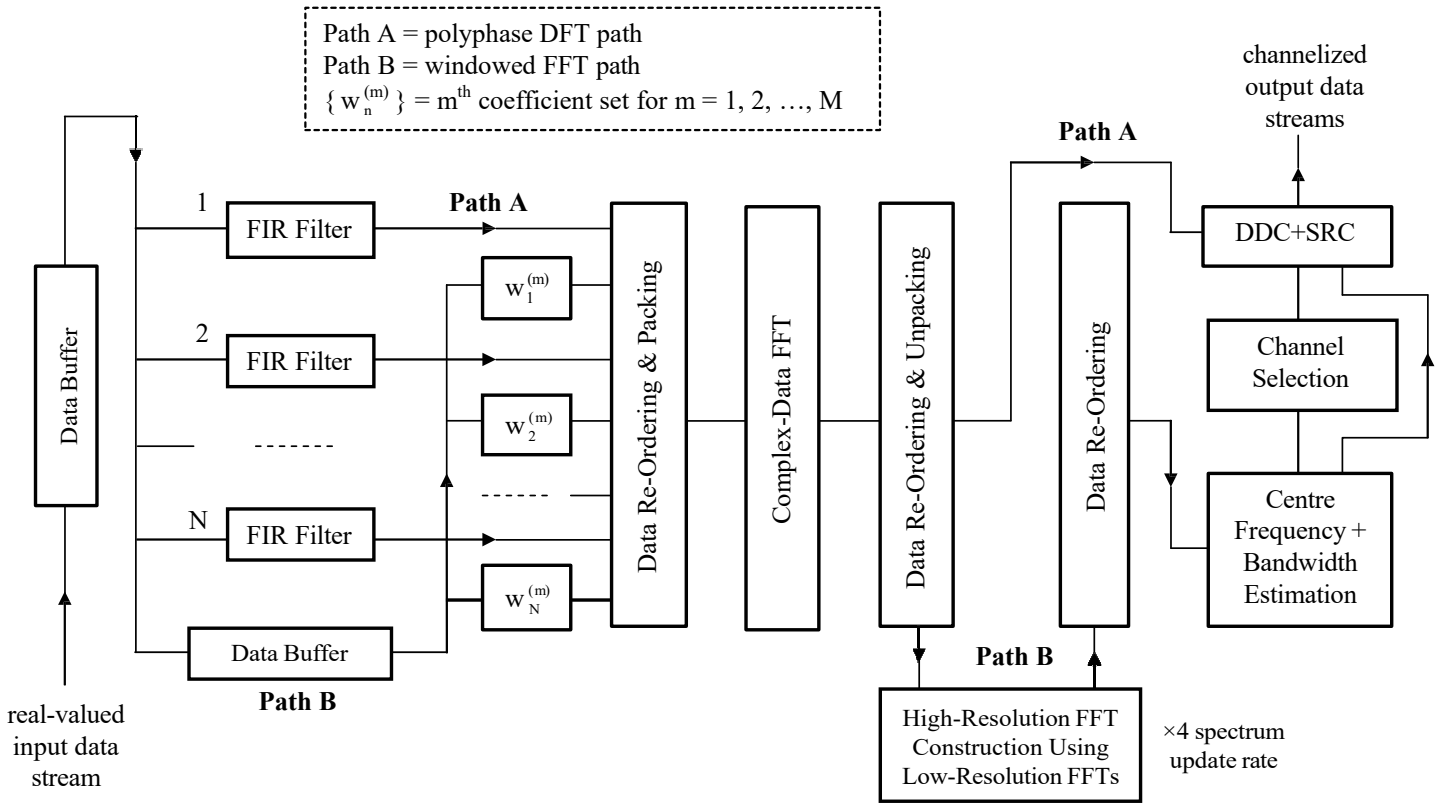 Path A = polyphase DFT path
Path B = windowed FFT path
{ w_n^(m) } = m^th coefficient set for m = 1, 2, …, M
channelized
output data
streams
Path A
1
FIR Filter
Path A
DDC+SRC
w_1^(m)
2
FIR Filter
Data Buffer
Data Re-Ordering & Packing
Complex-Data FFT
Data Re-Ordering & Unpacking
Data Re-Ordering
Channel
Selection
w_2^(m)
N
FIR Filter
Centre
Frequency +
Bandwidth
Estimation
w_N^(m)
Data Buffer
Path B
Path B
real-valued
input data
stream
High-Resolution FFT
Construction Using
Low-Resolution FFTs
×4 spectrum
update rate